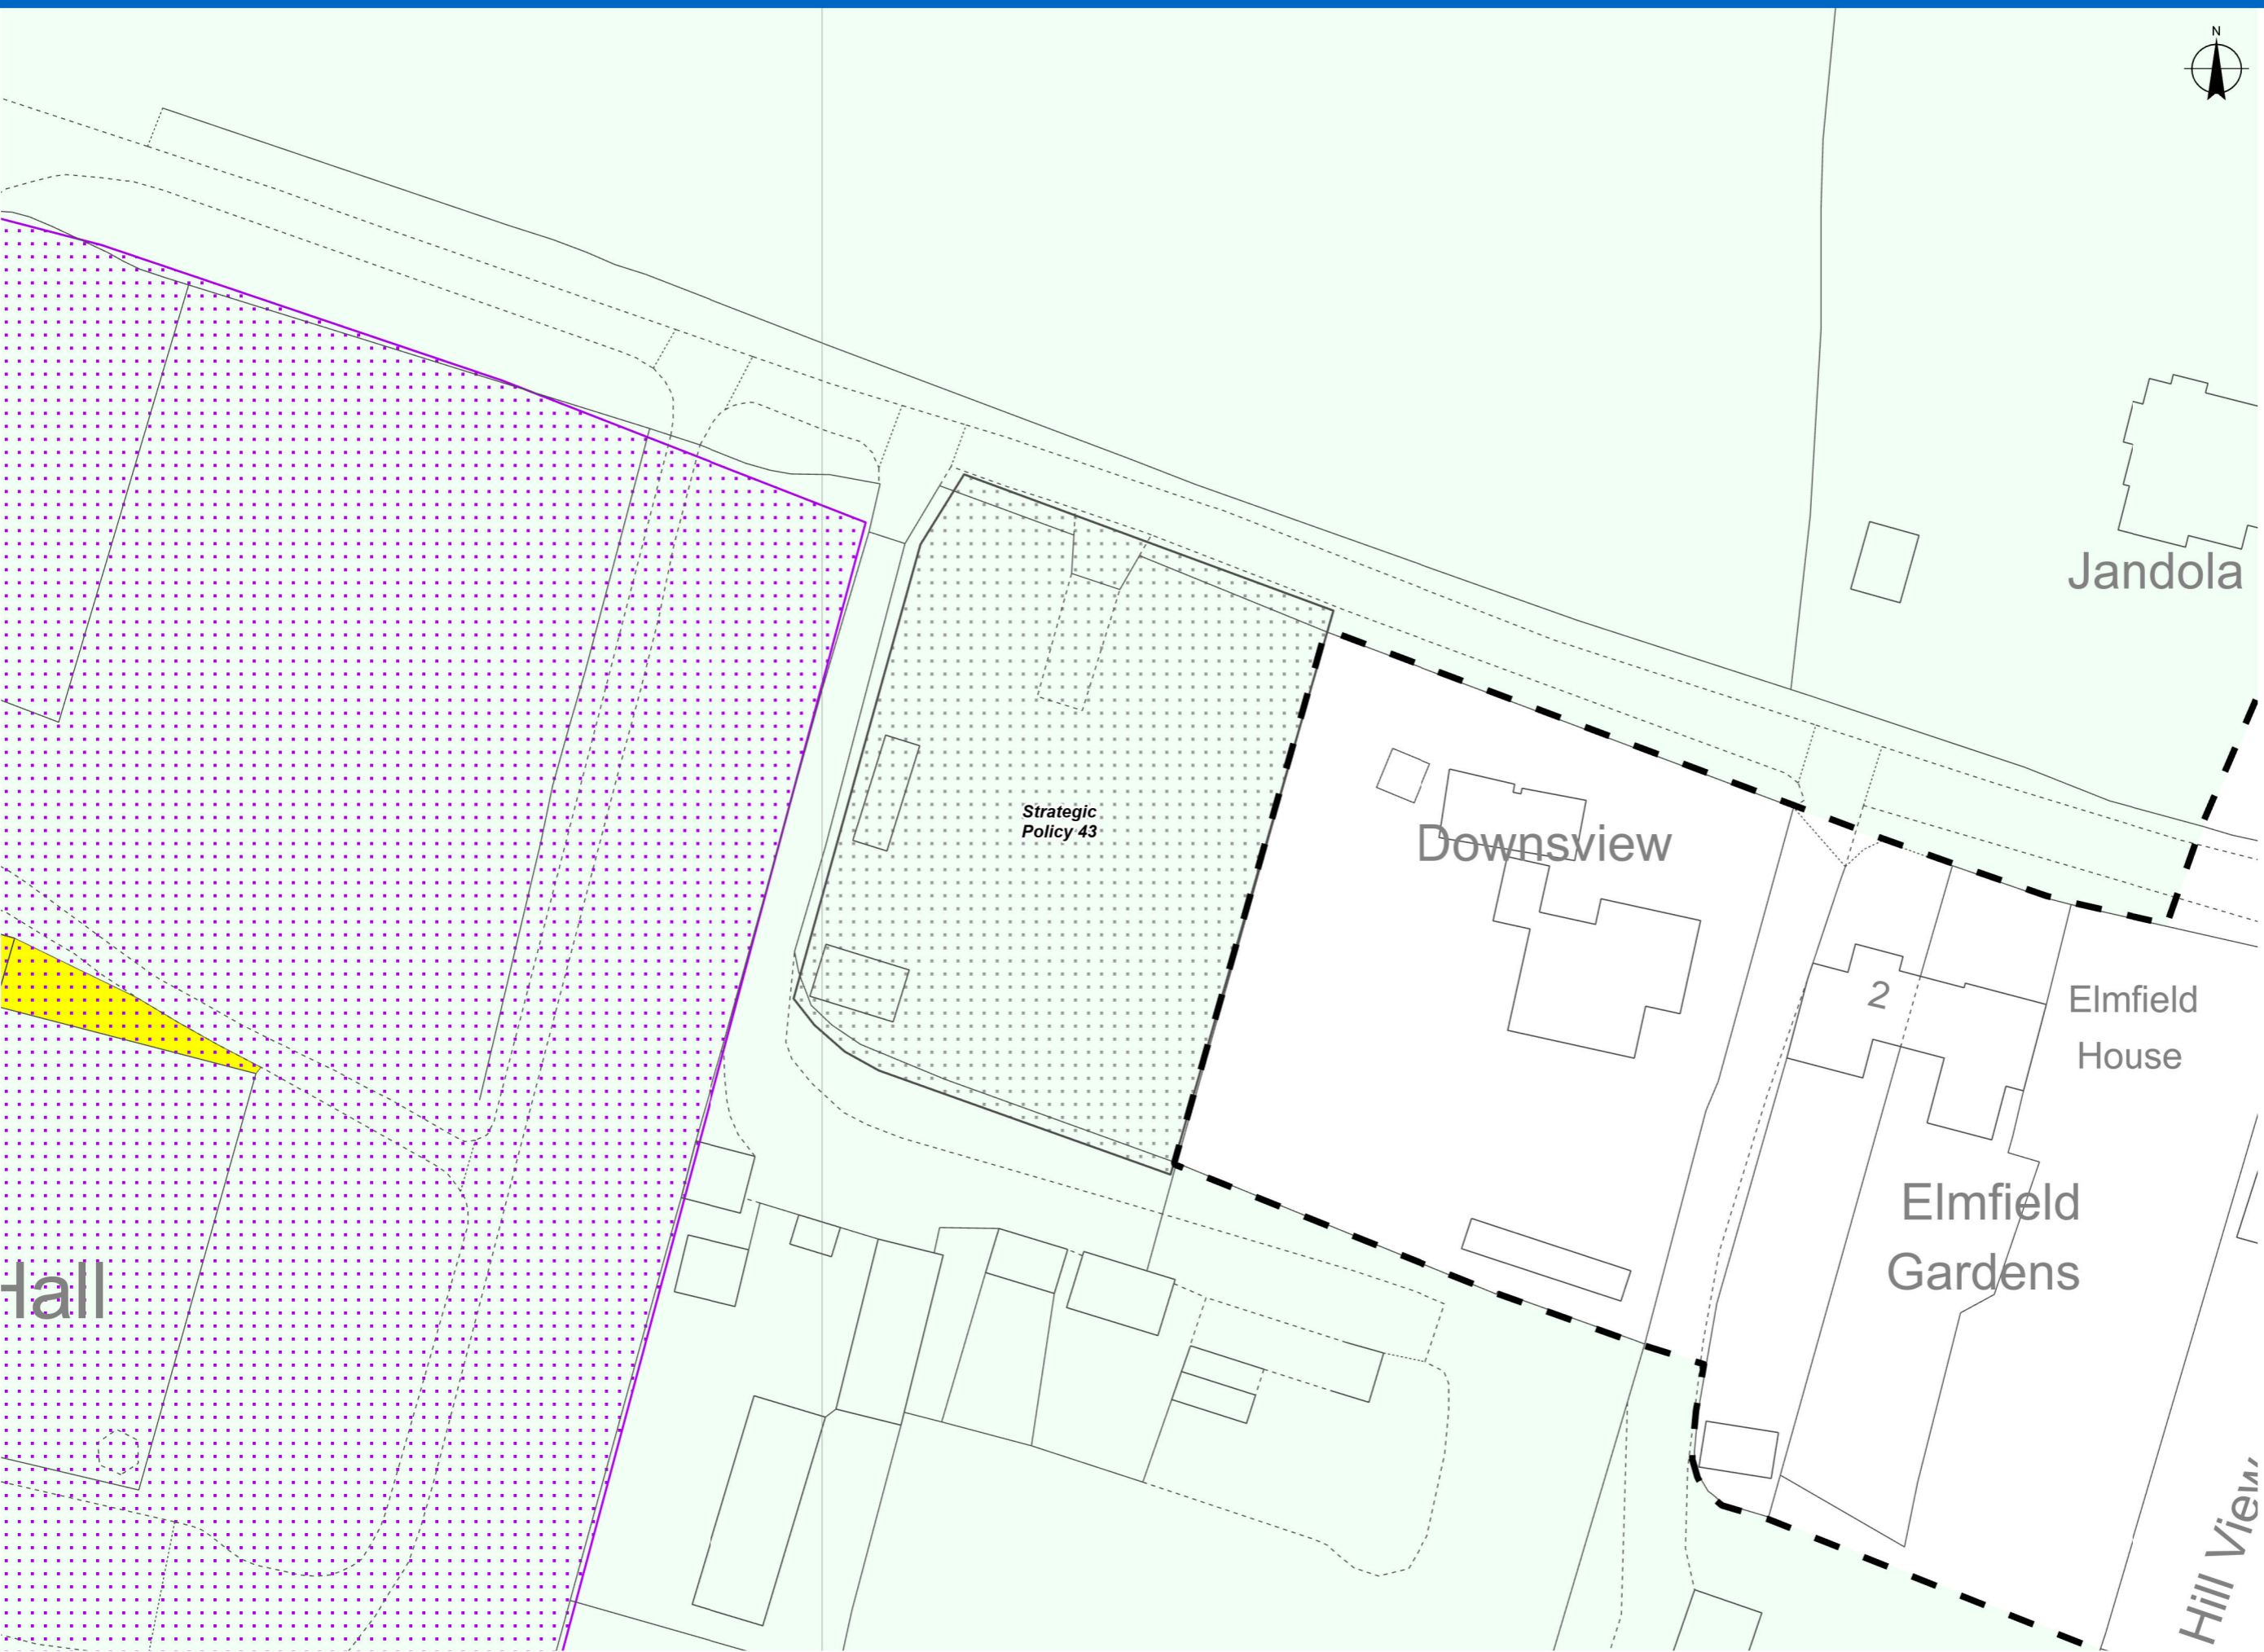 N
Jandola
Strategic
Policy 43
Downsview
2
Elmfield
House
Elmfield
Gardens
Hall
Hill View